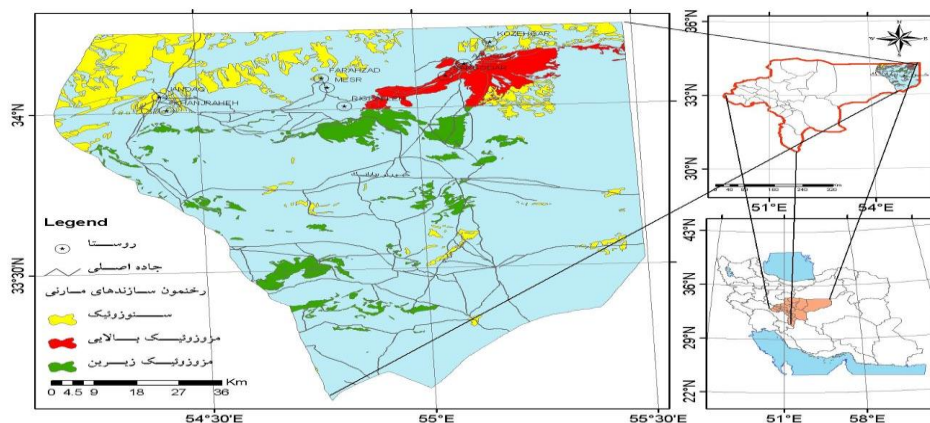 KOZEHGAR
FARAHZAD
MESR
JANDAQ
34°N
33°30'N
Legend
روستا
جاده اصلی
رخنمون سازندهای مارنی
سنوزوئیک
مزوزوئیک بالایی
مزوزوئیک زیرین
Km
0 4.5 9 18 27 36
54°30'E
55°E
55°30'E
36°N
33°N
30°N
N
W
E
S
51°E
54°E
43°N
36°N
29°N
22°N
51°E
58°E